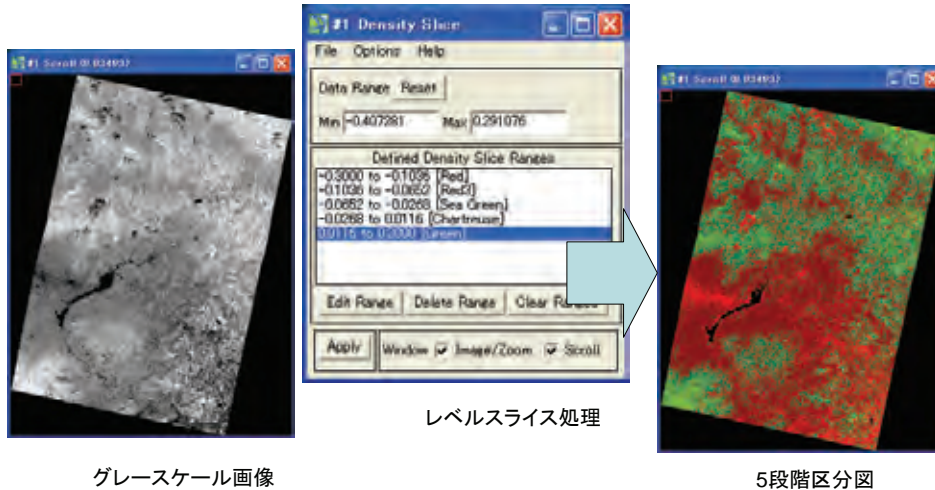 #1 Density Slice
File Options Help
Data Range Reset
Min -0.407281 Max 0.291076
Defined Density Slice Ranges
-0.3000 to -0.1036 [Red]
-0.1036 to -0.0652 [Red3]
-0.0652 to -0.0268 [Sea Green]
-0.0268 to 0.0116 [Chartreuse]
0.0116 to 0.3000 [Green]
Edit Range Delete Range Clear
Apply Window Image/Zoom Scroll
#1 Scroll
#1 Scroll
レベルスライス処理
グレースケール画像
5段階区分図